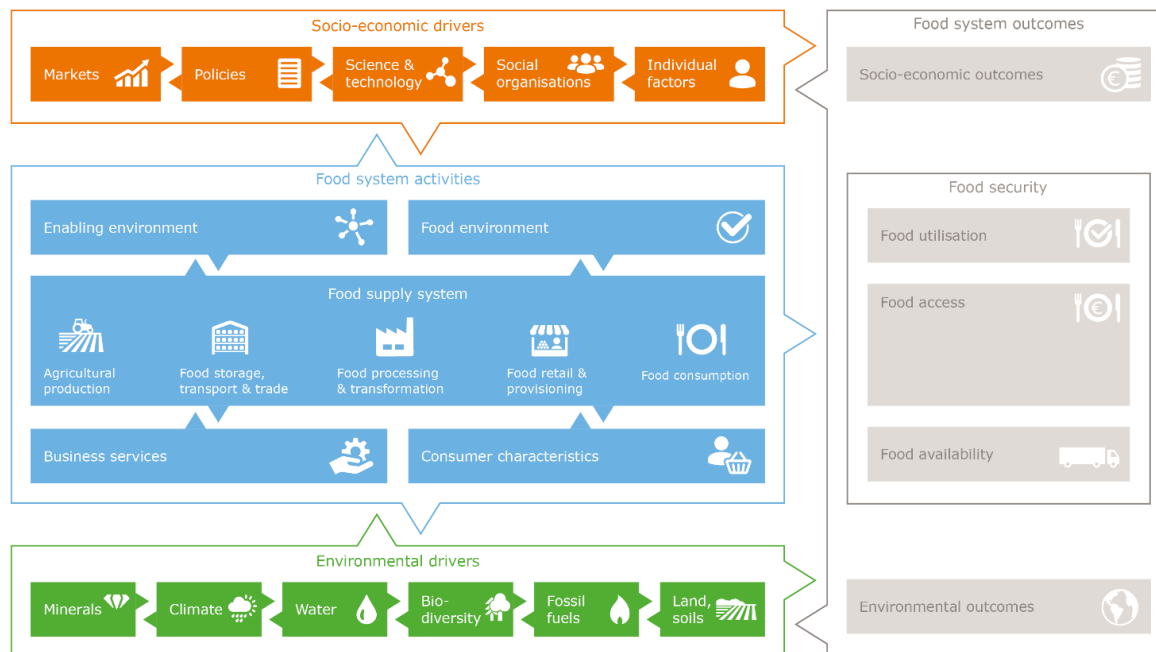 Socio-economic drivers
Markets
Policies
Science &
technology
Social
organisations
Individual
factors
Food system activities
Enabling environment
Food environment
Food supply system
Agricultural
production
Food storage,
transport & trade
Food processing
& transformation
Food retail &
provisioning
Food consumption
Business services
Consumer characteristics
Environmental drivers
Minerals
Climate
Water
Bio-
diversity
Fossil
fuels
Land,
soils
Food system outcomes
Socio-economic outcomes
€
Food security
Food utilisation
Food access
€
Food availability
Environmental outcomes